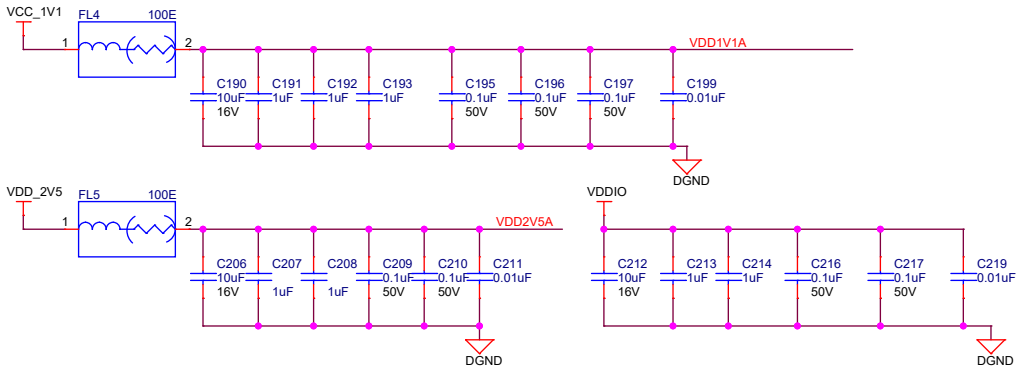 VCC_1V1
FL4 100E
1 2
VDD1V1A
C190 C191 C192 C193 C195 C196 C197 C199
10uF 1uF 1uF 1uF 0.1uF 0.1uF 0.1uF 0.01uF
16V 50V 50V 50V
DGND
VDD_2V5
FL5 100E
1 2
VDD2V5A
C206 C207 C208 C209 C210 C211
10uF 0.1uF 0.1uF 0.01uF
16V 1uF 1uF 50V 50V
DGND
VDDIO
C212 C213 C214 C216 C217 C219
10uF 1uF 1uF 0.1uF 0.1uF 0.01uF
16V 50V 50V
DGND